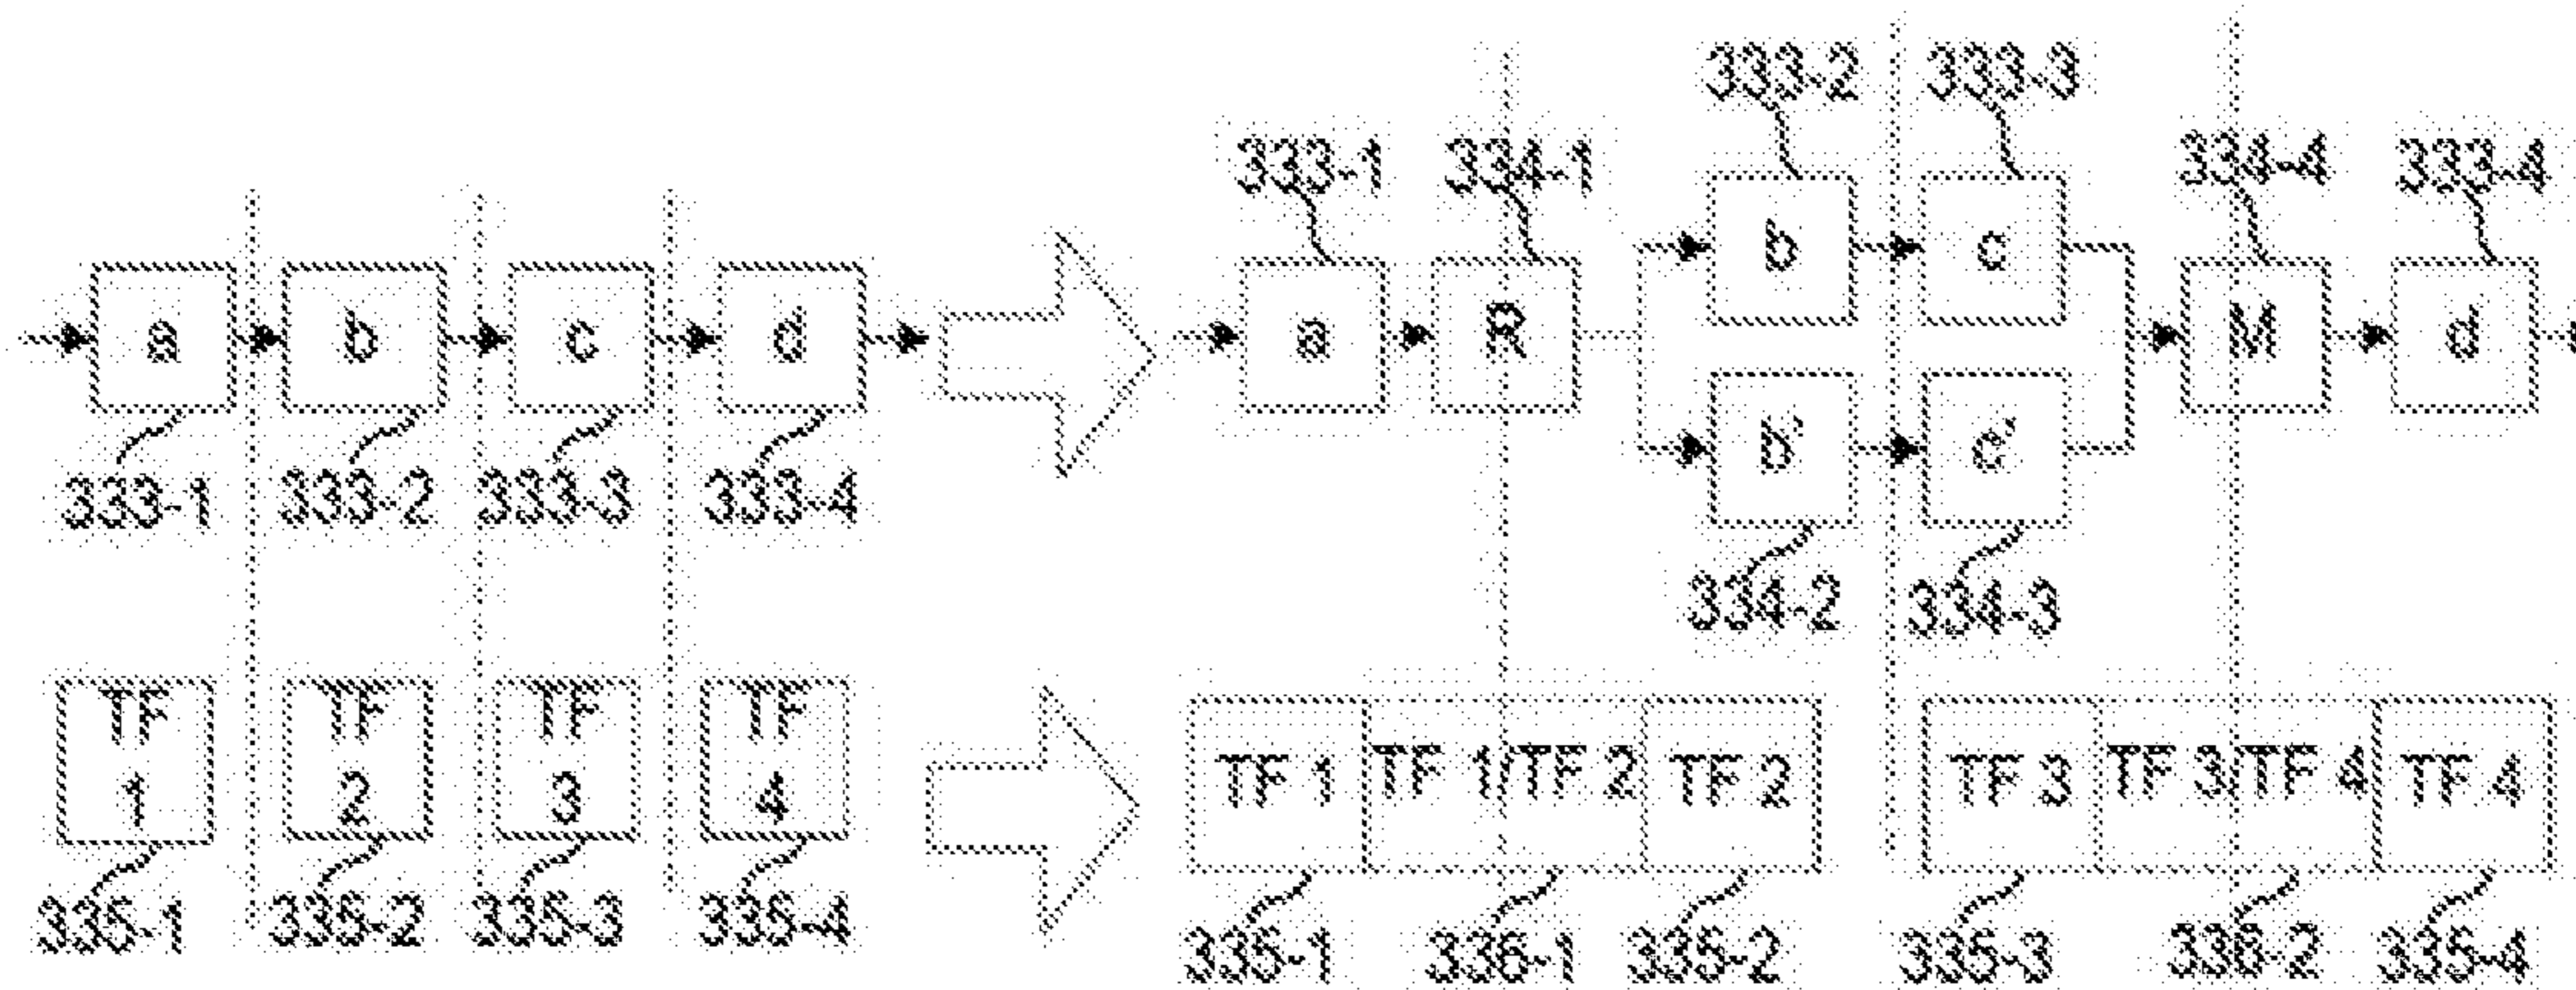 333-2 333-3
333-1 334-1 334-4 333-4
b c
a b c d a R M d
b' c'
333-1 333-2 333-3 333-4
334-2 334-3
TF 1 TF 2 TF 3 TF 4
TF 1 TF 1/TF 2 TF 2 TF 3 TF 3/TF 4 TF 4
335-1 335-2 335-3 335-4
335-1 336-1 335-2 335-3 336-2 335-4